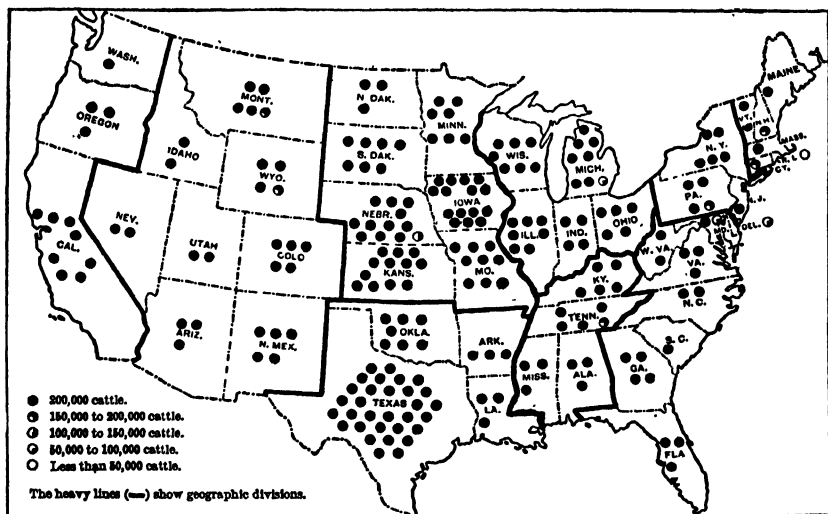 WASH.
MONT.
N. DAK.
MINN.
MAINE
VT.
N.H.
OREGON
IDAHO
S. DAK.
WIS.
MICH.
N. Y.
MASS.
R. I.
CT.
WYO.
IOWA
PA.
N. J.
NEV.
UTAH
COLO
NEBR.
ILL.
IND.
OHIO
MD.
DEL.
CAL.
KANS.
MO.
W. VA.
VA.
KY.
N. C.
ARIZ.
N. MEX.
OKLA.
ARK.
TENN.
S. C.
TEXAS
LA.
MISS.
ALA.
GA.
FLA
200,000 cattle.
150,000 to 200,000 cattle.
100,000 to 150,000 cattle.
50,000 to 100,000 cattle.
Less than 50,000 cattle.
The heavy lines (▬) show geographic divisions.